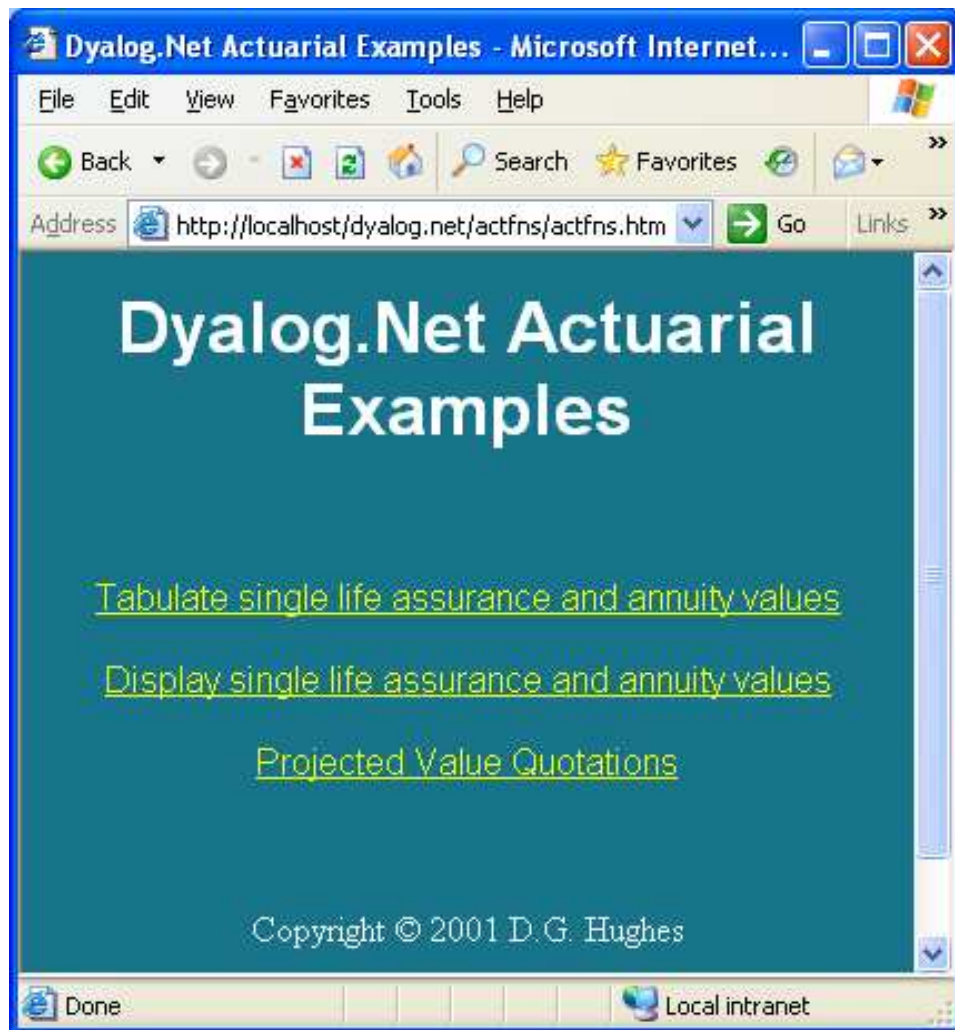 Dyalog.Net Actuarial Examples - Microsoft Internet...
File Edit View Favorites Tools Help
Back Search Favorites »
Address http://localhost/dyalog.net/actfns/actfns.htm Go Links »
Dyalog.Net Actuarial
Examples
Tabulate single life assurance and annuity values
Display single life assurance and annuity values
Projected Value Quotations
Copyright © 2001 D.G. Hughes
Done Local intranet